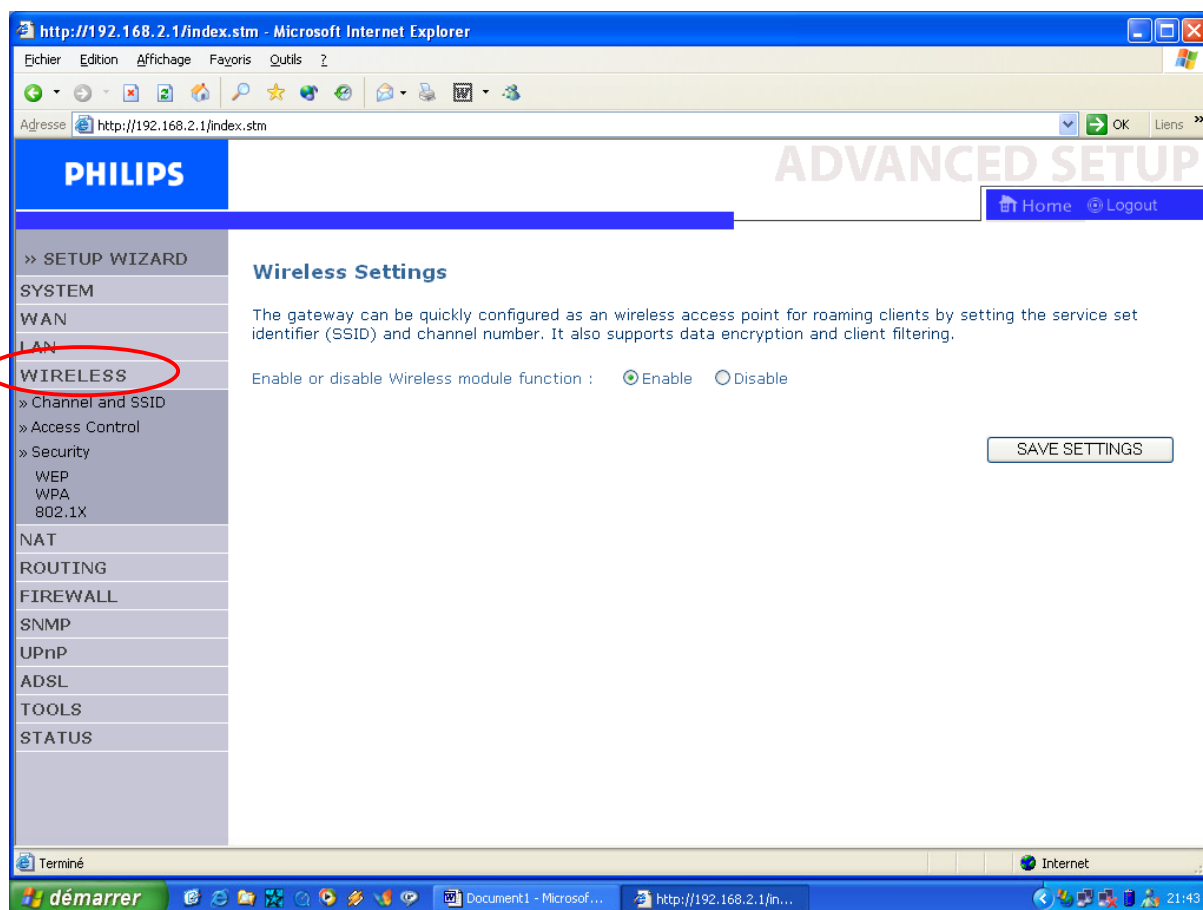 http://192.168.2.1/index.stm - Microsoft Internet Explorer
Fichier Edition Affichage Favoris Outils ?
Adresse http://192.168.2.1/index.stm OK Liens »
PHILIPS
ADVANCED SETUP
Home Logout
» SETUP WIZARD
SYSTEM
WAN
LAN
WIRELESS
» Channel and SSID
» Access Control
» Security
WEP
WPA
802.1X
NAT
ROUTING
FIREWALL
SNMP
UPnP
ADSL
TOOLS
STATUS
Wireless Settings
The gateway can be quickly configured as an wireless access point for roaming clients by setting the service set
identifier (SSID) and channel number. It also supports data encryption and client filtering.
Enable or disable Wireless module function : Enable Disable
SAVE SETTINGS
Terminé Internet
démarrer Document1 - Microsof... http://192.168.2.1/in... 21:43